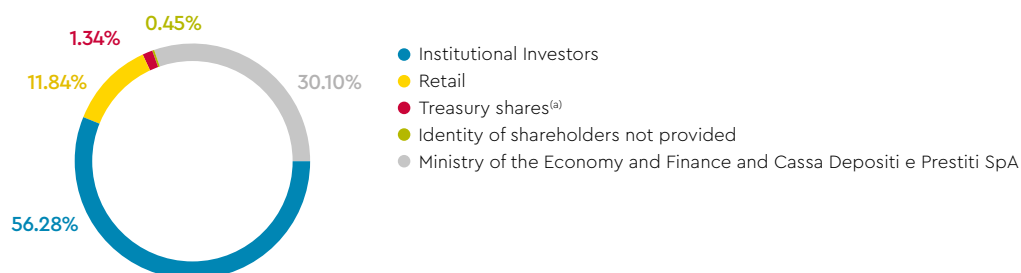 0.45%
1.34%
11.84%
30.10%
56.28%
Institutional Investors
Retail
Treasury shares(a)
Identity of shareholders not provided
Ministry of the Economy and Finance and Cassa Depositi e Prestiti SpA